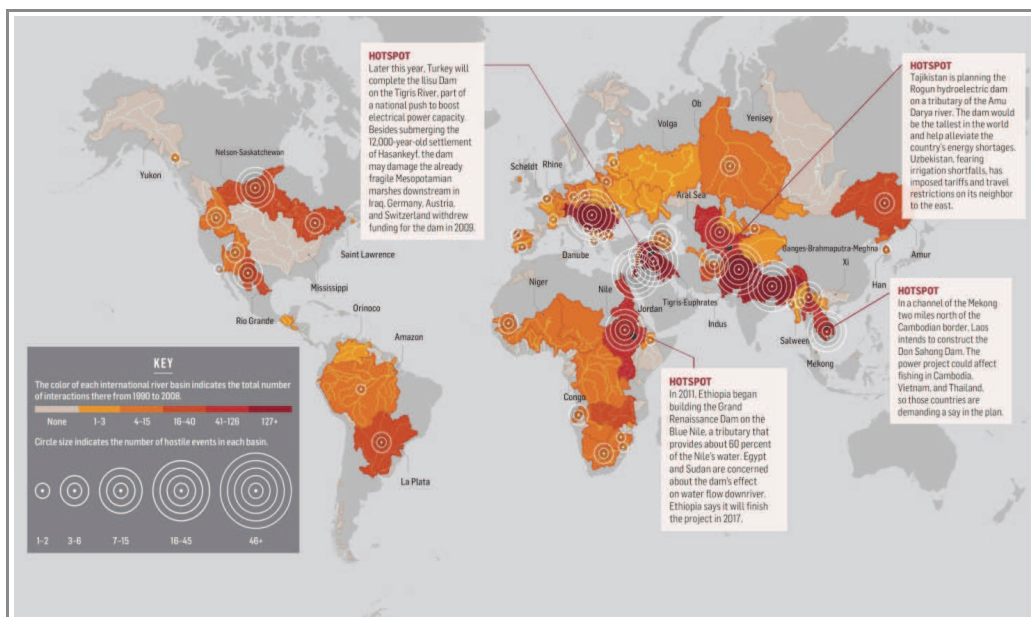 HOTSPOT
Later this year, Turkey will
complete the Ilisu Dam
on the Tigris River, part of
a national push to boost
electrical power capacity.
Besides submerging the
12,000-year-old settlement
of Hasankeyf, the dam
may damage the already
fragile Mesopotamian
marshes downstream in
Iraq. Germany, Austria,
and Switzerland withdrew
funding for the dam in 2009.
HOTSPOT
Tajikistan is planning the
Rogun hydroelectric dam
on a tributary of the Amu
Darya river. The dam would
be the tallest in the world
and help alleviate the
country's energy shortages.
Uzbekistan, fearing
irrigation shortfalls, has
imposed tariffs and travel
restrictions on its neighbor
to the east.
Yukon
Nelson-Saskatchewan
Saint Lawrence
Mississippi
Rio Grande
Orinoco
Amazon
La Plata
Scheldt
Rhine
Volga
Ob
Yenisey
Aral Sea
Danube
Niger
Nile
Jordan
Tigris-Euphrates
Indus
Ganges-Brahmaputra-Meghna
Xi
Han
Amur
Salween
Mekong
Congo
HOTSPOT
In a channel of the Mekong
two miles north of the
Cambodian border, Laos
intends to construct the
Don Sahong Dam. The
power project could affect
fishing in Cambodia,
Vietnam, and Thailand,
so those countries are
demanding a say in the plan.
HOTSPOT
In 2011, Ethiopia began
building the Grand
Renaissance Dam on the
Blue Nile, a tributary that
provides about 60 percent
of the Nile's water. Egypt
and Sudan are concerned
about the dam's effect
on water flow downriver.
Ethiopia says it will finish
the project in 2017.
KEY
The color of each international river basin indicates the total number
of interactions there from 1990 to 2008.
None 1–3 4–15 16–40 41–126 127+
Circle size indicates the number of hostile events in each basin.
1–2 3–6 7–15 16–45 46+